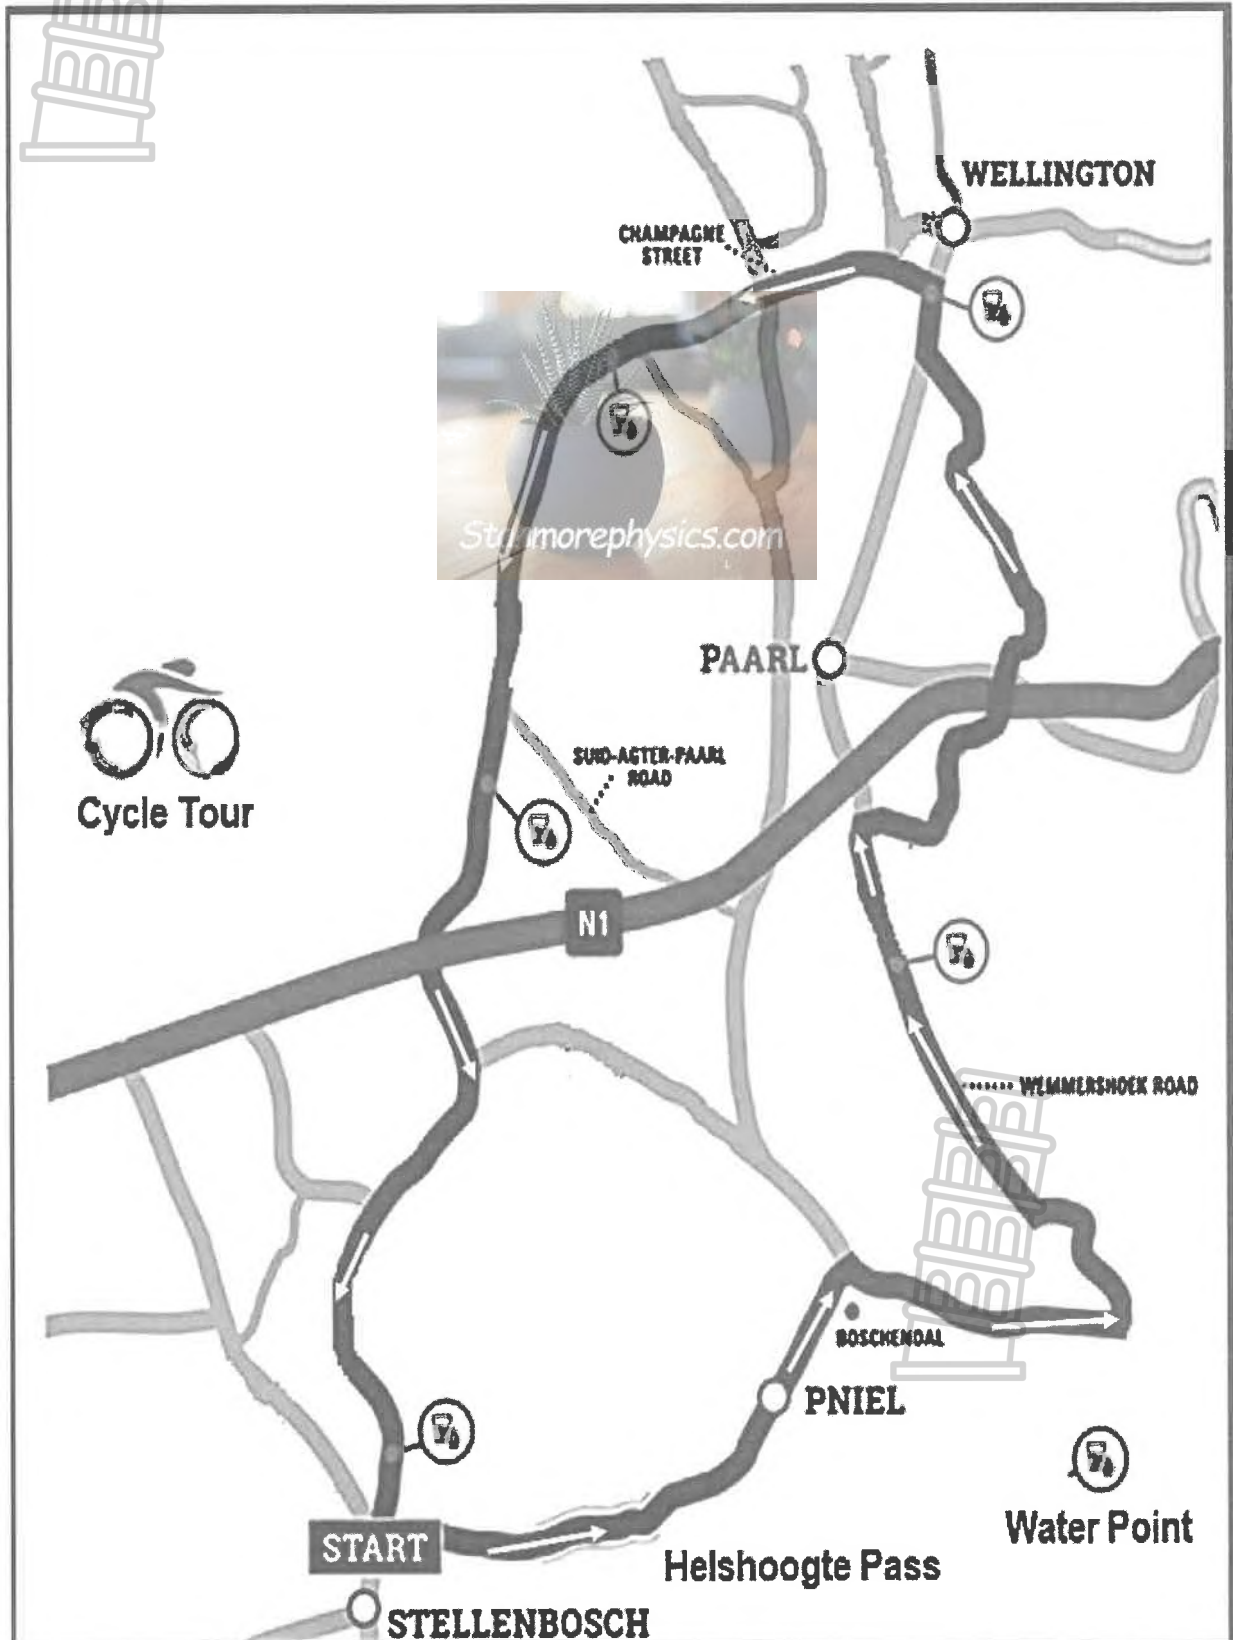 WELLINGTON
CHAMPAGNE
STREET
Stanmorephysics.com
PAARL
SUID-AGTER-PAARL
ROAD
Cycle Tour
N1
WEMMERSHOEK ROAD
BOSCHENDAL
PNIEL
Water Point
START
Helshoogte Pass
STELLENBOSCH